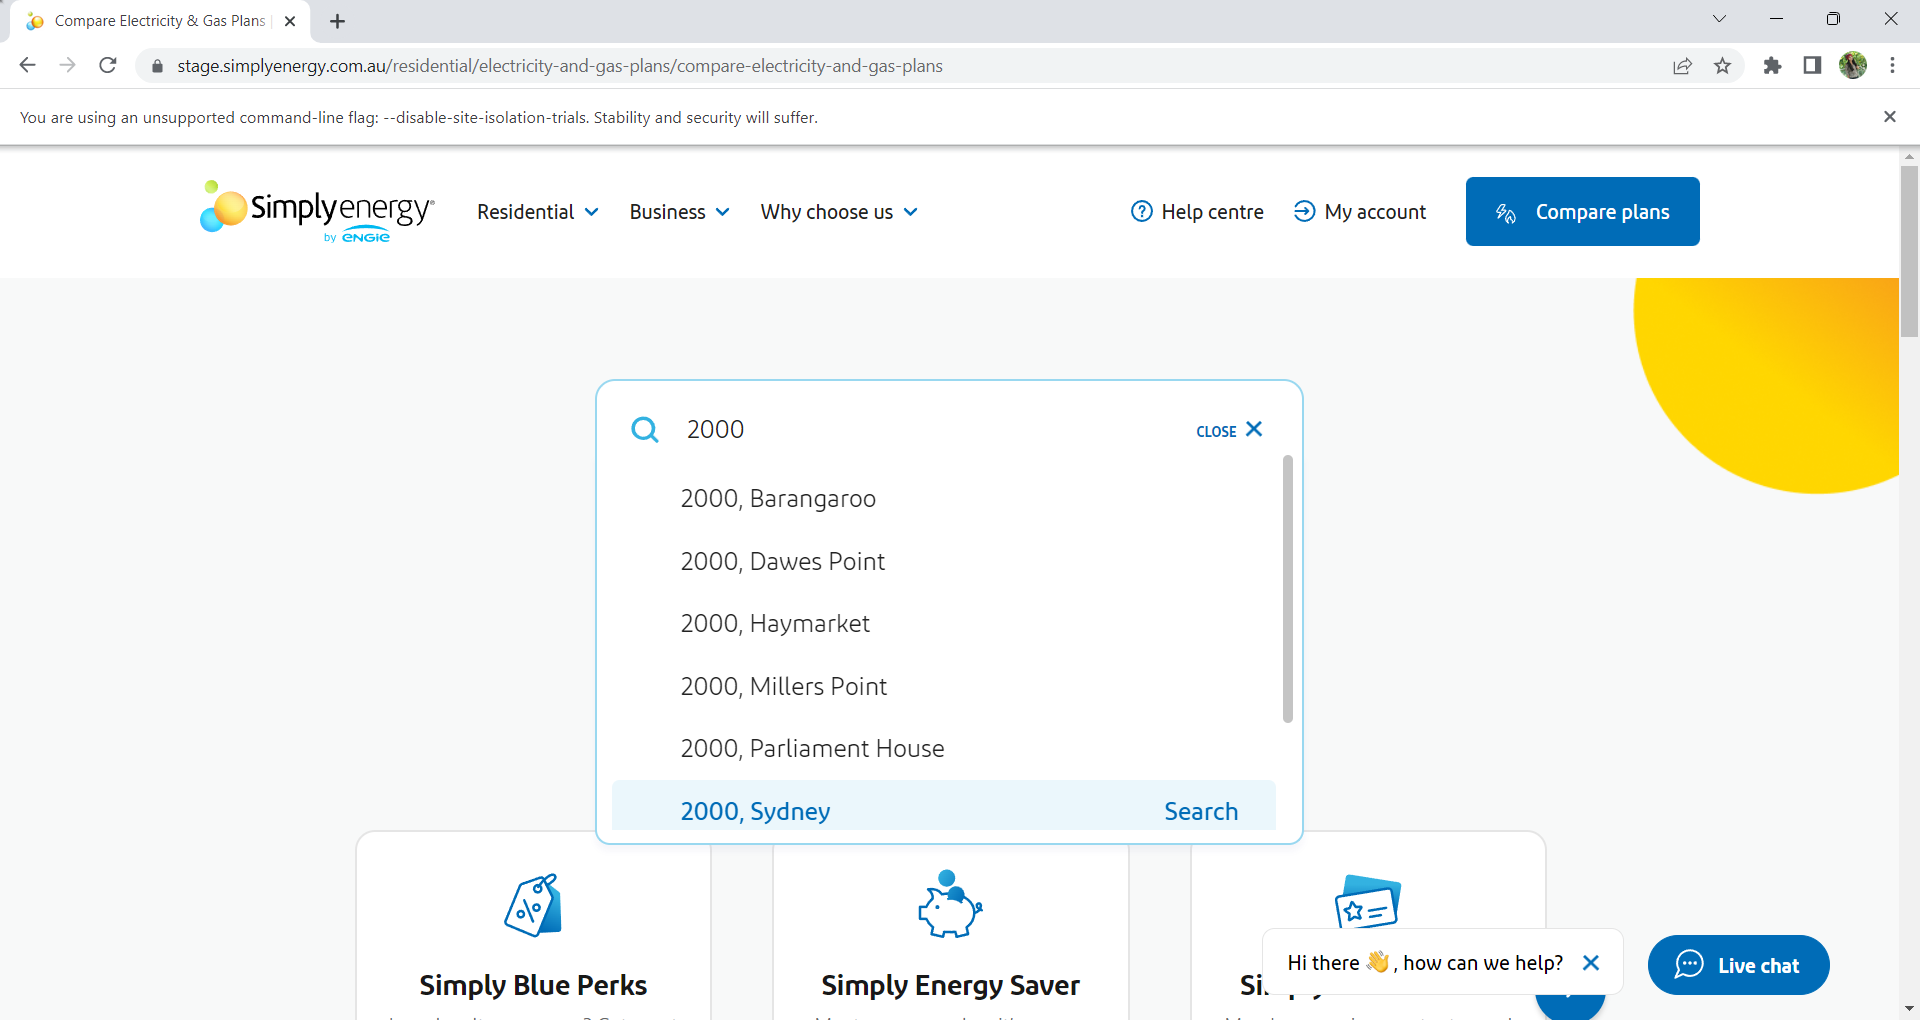 Compare Electricity & Gas Plans
stage.simplyenergy.com.au/residential/electricity-and-gas-plans/compare-electricity-and-gas-plans
You are using an unsupported command-line flag: --disable-site-isolation-trials. Stability and security will suffer.
Simplyenergy®
by ENGIE
Residential
Business
Why choose us
Help centre
My account
Compare plans
2000
CLOSE
2000, Barangaroo
2000, Dawes Point
2000, Haymarket
2000, Millers Point
2000, Parliament House
2000, Sydney
Search
Simply Blue Perks
Simply Energy Saver
Hi there 👋, how can we help?
Live chat